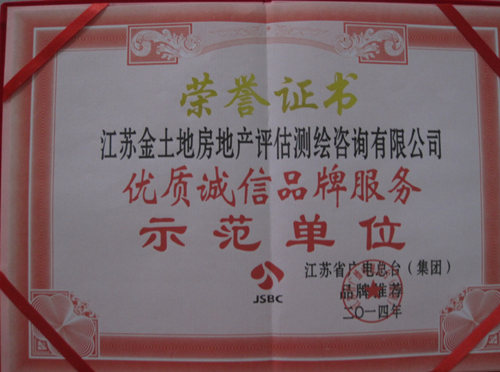 荣誉证书
江苏金土地房地产评估测绘咨询有限公司
优质诚信品牌服务
示范单位
JSBC
江苏省广电总台（集团）
品牌推荐
二〇一四年